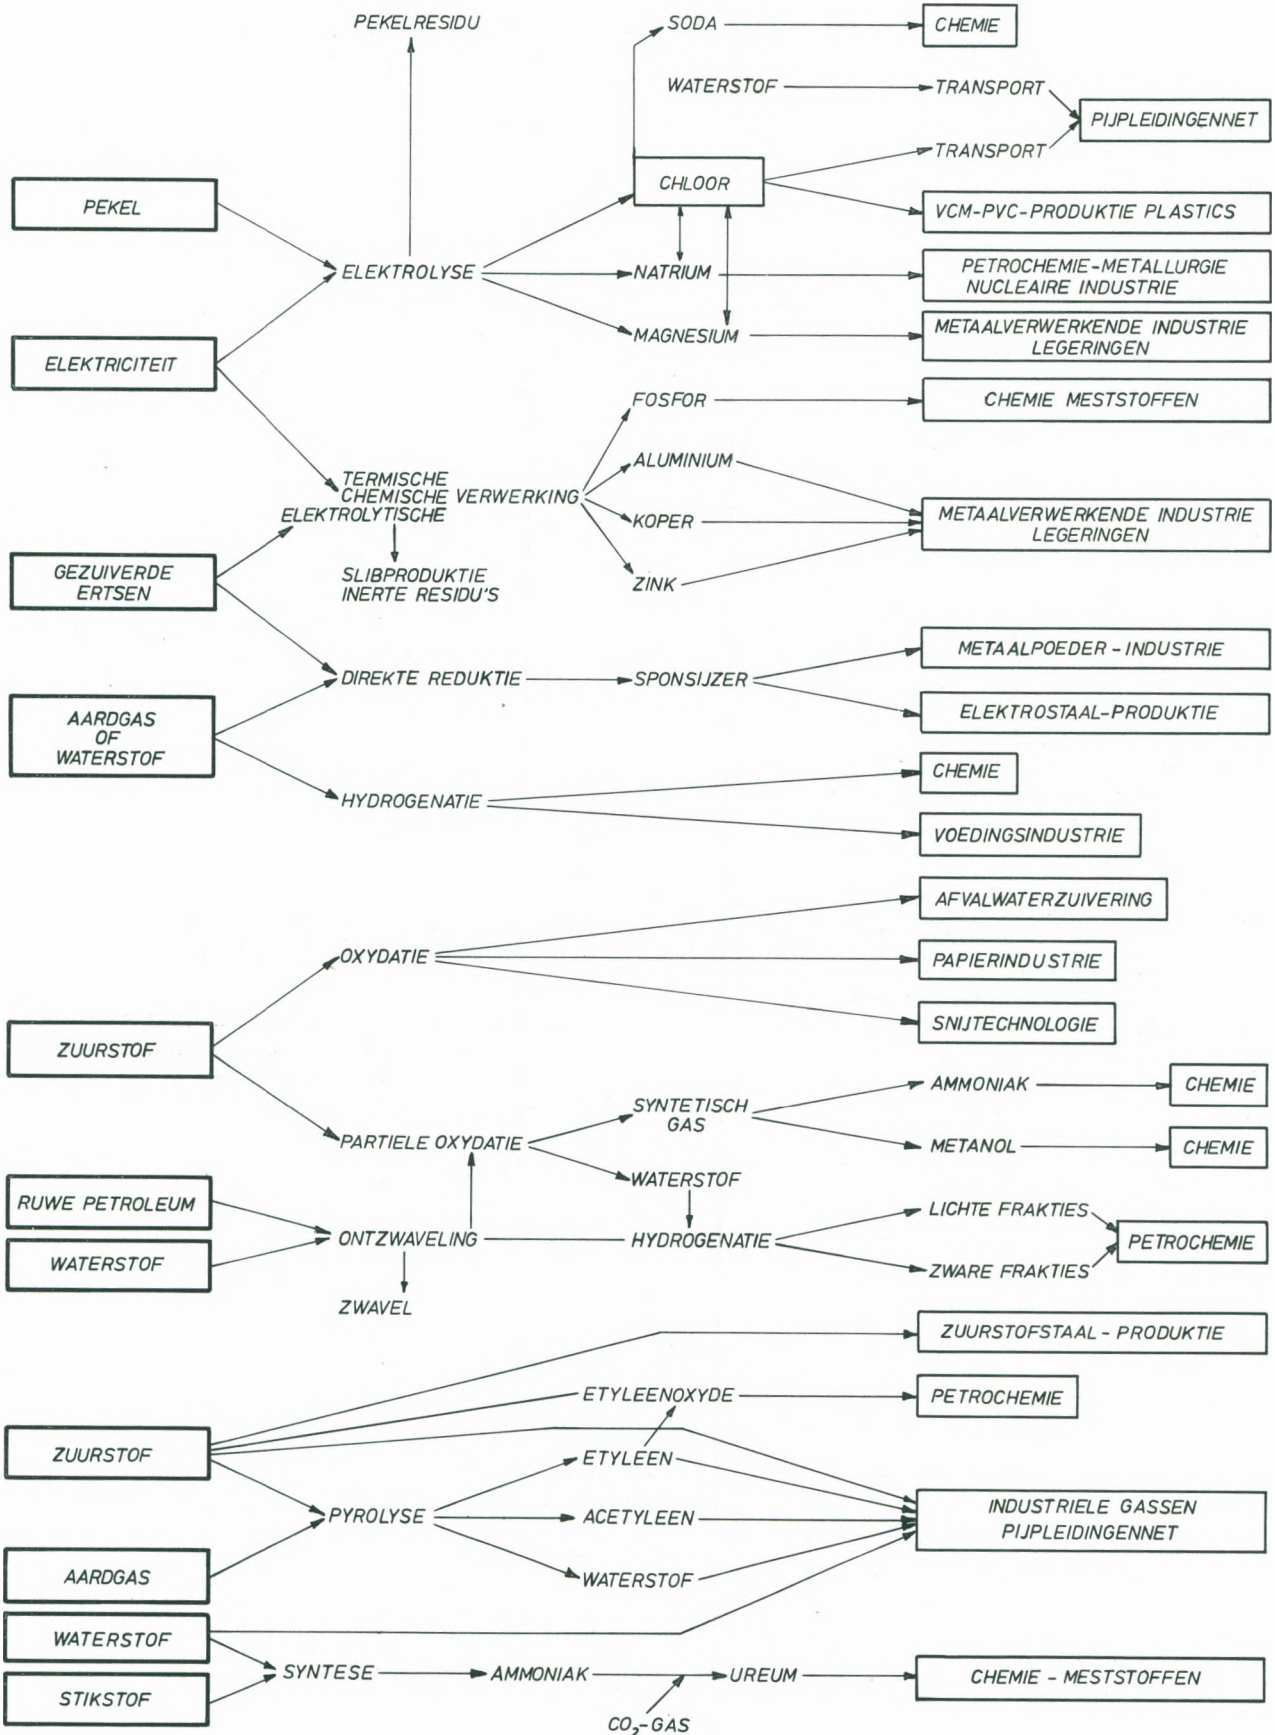 PEKELRESIDU
SODA
CHEMIE
WATERSTOF
TRANSPORT
PIJPLEIDINGENNET
TRANSPORT
CHLOOR
PEKEL
VCM-PVC-PRODUKTIE PLASTICS
ELEKTROLYSE
NATRIUM
PETROCHEMIE-METALLURGIE
NUCLEAIRE INDUSTRIE
MAGNESIUM
METAALVERWERKENDE INDUSTRIE
LEGERINGEN
ELEKTRICITEIT
FOSFOR
CHEMIE MESTSTOFFEN
TERMISCHE
CHEMISCHE VERWERKING
ELEKTROLYTISCHE
ALUMINIUM
KOPER
METAALVERWERKENDE INDUSTRIE
LEGERINGEN
GEZUIVERDE
ERTSEN
SLIBPRODUKTIE
INERTE RESIDU'S
ZINK
METAALPOEDER - INDUSTRIE
DIREKTE REDUKTIE
SPONSIJZER
ELEKTROSTAAL-PRODUKTIE
AARDGAS
OF
WATERSTOF
CHEMIE
HYDROGENATIE
VOEDINGSINDUSTRIE
AFVALWATERZUIVERING
OXYDATIE
PAPIERINDUSTRIE
SNIJTECHNOLOGIE
ZUURSTOF
AMMONIAK
CHEMIE
SYNTETISCH
GAS
PARTIELE OXYDATIE
METANOL
CHEMIE
WATERSTOF
RUWE PETROLEUM
LICHTE FRAKTIES
ONTZWAVELING
HYDROGENATIE
PETROCHEMIE
WATERSTOF
ZWARE FRAKTIES
ZWAVEL
ZUURSTOFSTAAL - PRODUKTIE
ETYLEENOXYDE
PETROCHEMIE
ZUURSTOF
ETYLEEN
PYROLYSE
ACETYLEEN
INDUSTRIELE GASSEN
PIJPLEIDINGENNET
AARDGAS
WATERSTOF
WATERSTOF
SYNTESE
AMMONIAK
UREUM
CHEMIE - MESTSTOFFEN
STIKSTOF
CO₂-GAS